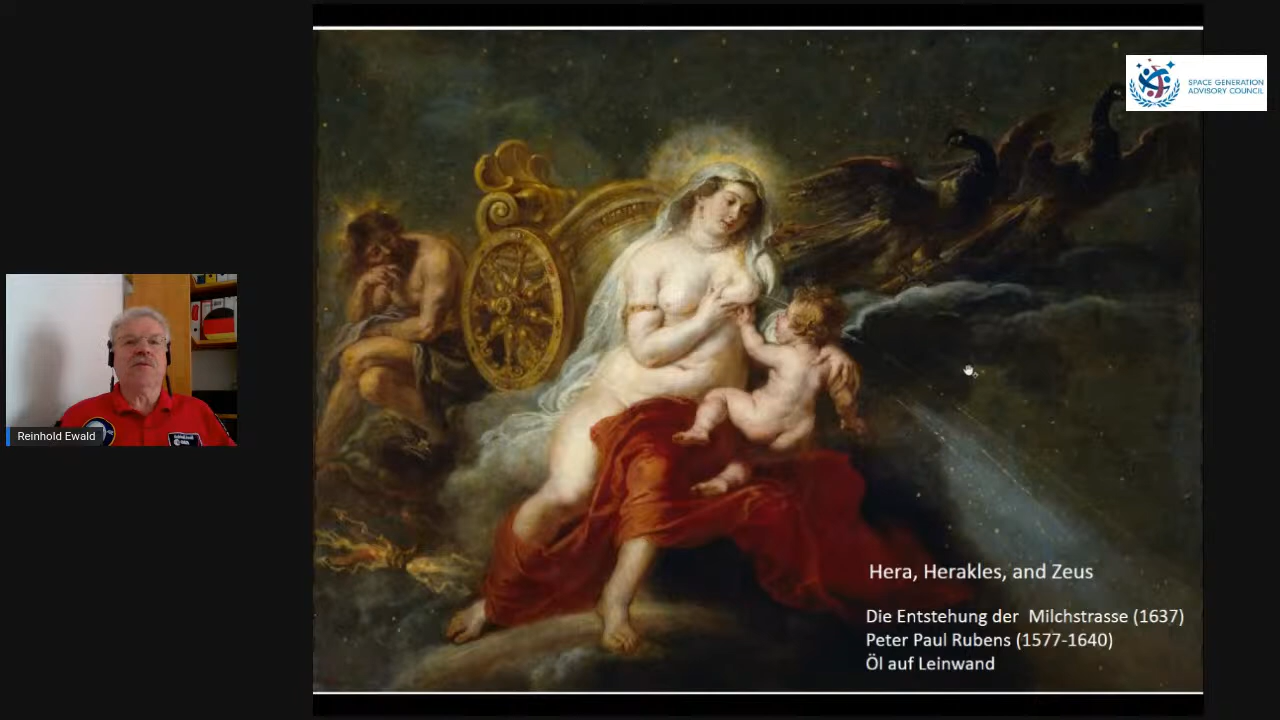 SPACE GENERATION
ADVISORY COUNCIL
Reinhold Ewald
Hera, Herakles, and Zeus
Die Entstehung der Milchstrasse (1637)
Peter Paul Rubens (1577-1640)
Öl auf Leinwand